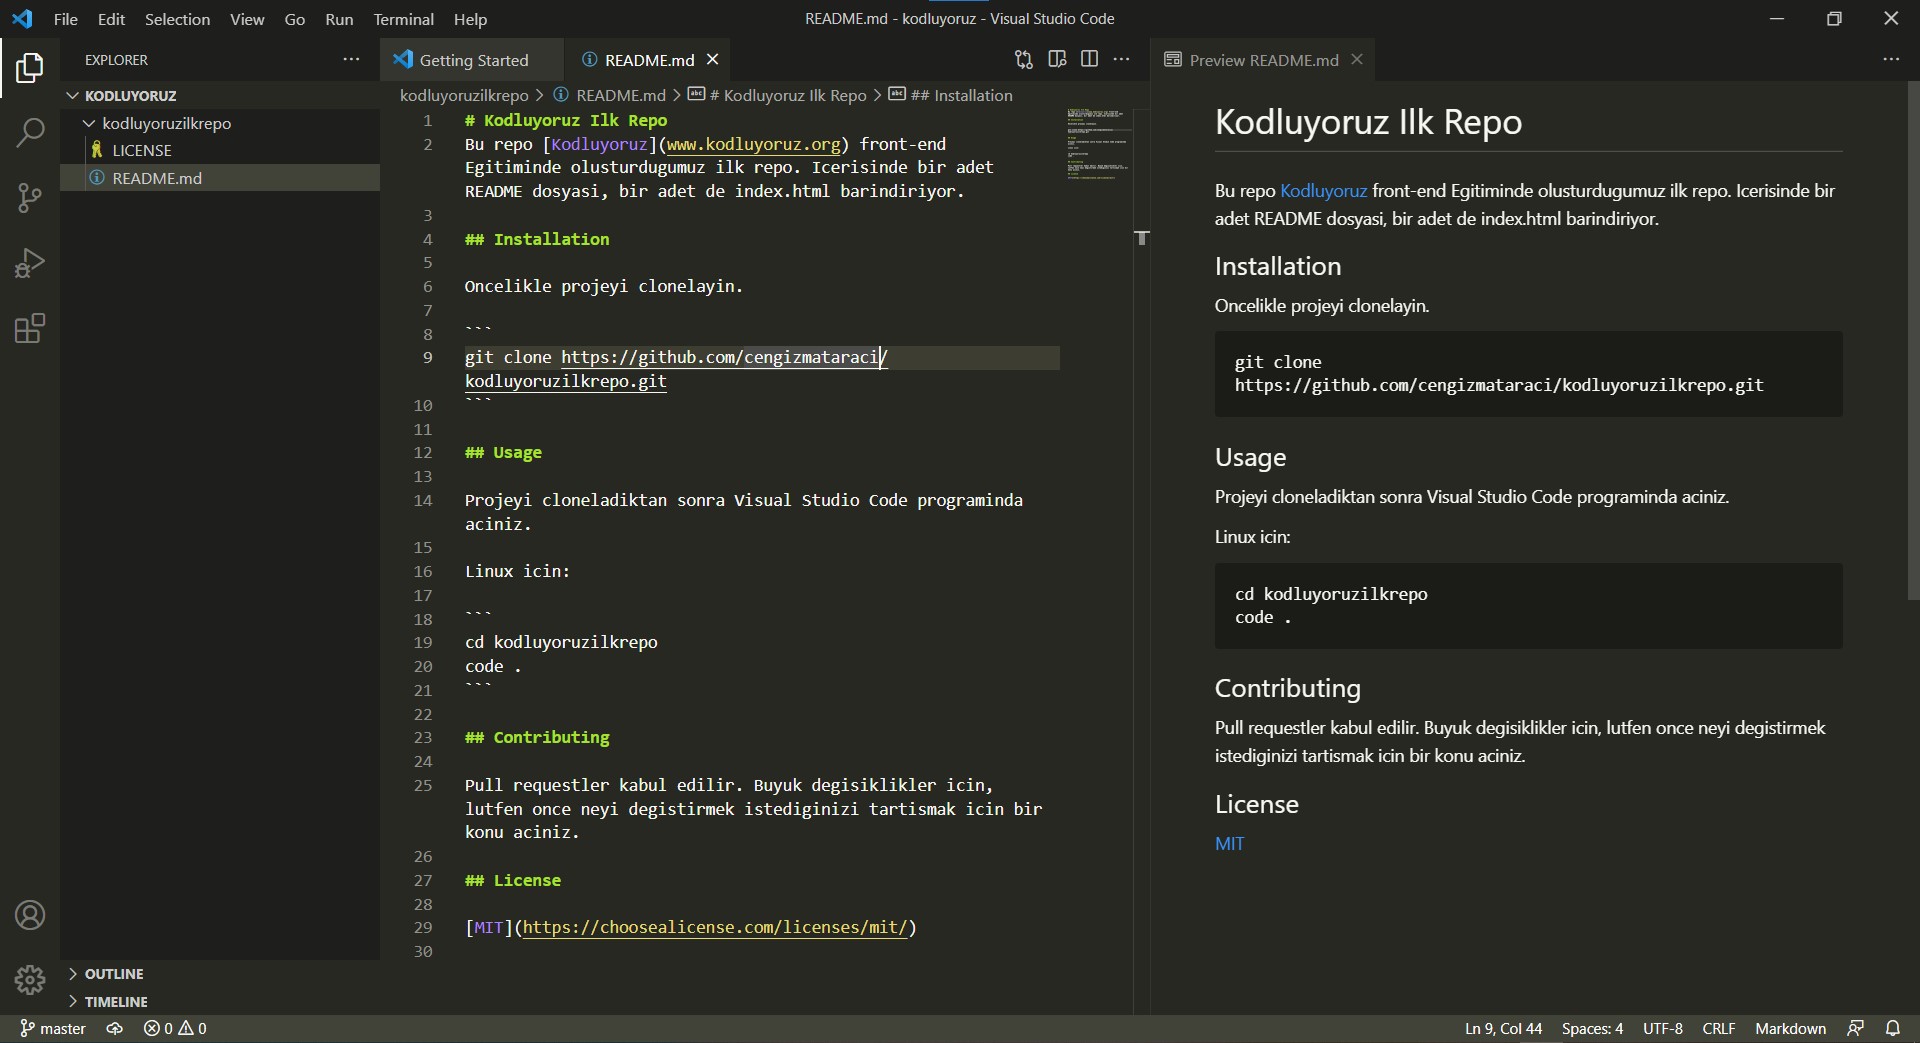 File Edit Selection View Go Run Terminal Help
README.md - kodluyoruz - Visual Studio Code
EXPLORER
KODLUYORUZ
kodluyoruzilkrepo
LICENSE
README.md
OUTLINE
TIMELINE
Getting Started
README.md
kodluyoruzilkrepo > README.md > # Kodluyoruz Ilk Repo > ## Installation
1 # Kodluyoruz Ilk Repo
2 Bu repo [Kodluyoruz](www.kodluyoruz.org) front-end
Egitiminde olusturdugumuz ilk repo. Icerisinde bir adet
README dosyasi, bir adet de index.html barindiriyor.
3
4 ## Installation
5
6 Oncelikle projeyi clonelayin.
7
8 ```
9 git clone https://github.com/cengizmataraci/
kodluyoruzilkrepo.git
10 ```
11
12 ## Usage
13
14 Projeyi cloneladiktan sonra Visual Studio Code programinda
aciniz.
15
16 Linux icin:
17
18 ```
19 cd kodluyoruzilkrepo
20 code .
21 ```
22
23 ## Contributing
24
25 Pull requestler kabul edilir. Buyuk degisiklikler icin,
lutfen once neyi degistirmek istediginizi tartismak icin bir
konu aciniz.
26
27 ## License
28
29 [MIT](https://choosealicense.com/licenses/mit/)
30
Preview README.md
Kodluyoruz Ilk Repo
Bu repo Kodluyoruz front-end Egitiminde olusturdugumuz ilk repo. Icerisinde bir
adet README dosyasi, bir adet de index.html barindiriyor.
Installation
Oncelikle projeyi clonelayin.
git clone
https://github.com/cengizmataraci/kodluyoruzilkrepo.git
Usage
Projeyi cloneladiktan sonra Visual Studio Code programinda aciniz.
Linux icin:
cd kodluyoruzilkrepo
code .
Contributing
Pull requestler kabul edilir. Buyuk degisiklikler icin, lutfen once neyi degistirmek
istediginizi tartismak icin bir konu aciniz.
License
MIT
master 0 0
Ln 9, Col 44 Spaces: 4 UTF-8 CRLF Markdown